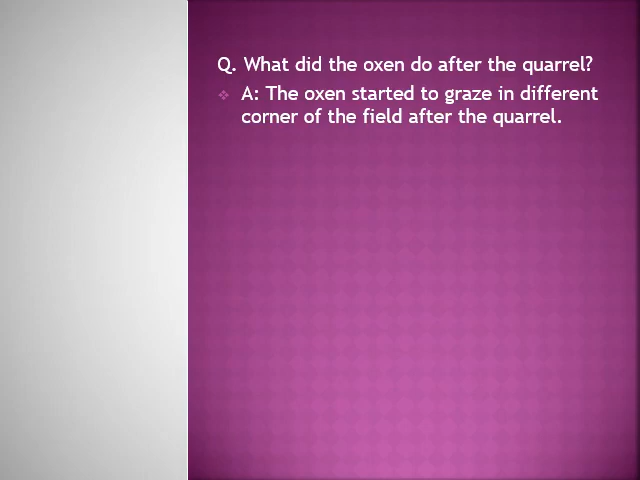 Q. What did the oxen do after the quarrel?
A: The oxen started to graze in different
corner of the field after the quarrel.